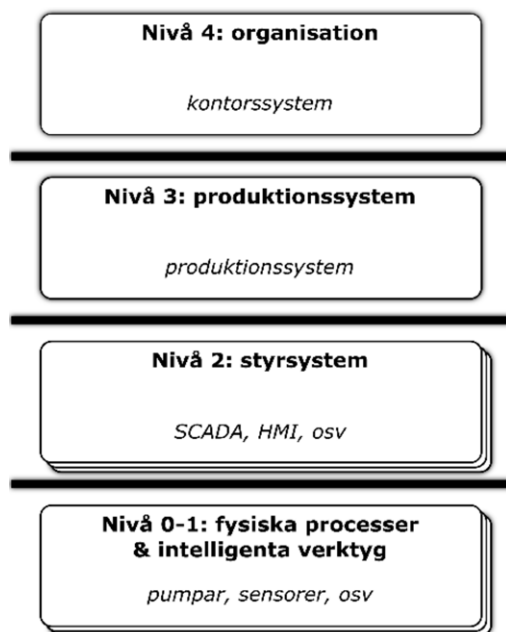 Nivå 4: organisation
kontorssystem
Nivå 3: produktionssystem
produktionssystem
Nivå 2: styrsystem
SCADA, HMI, osv
Nivå 0-1: fysiska processer
& intelligenta verktyg
pumpar, sensorer, osv